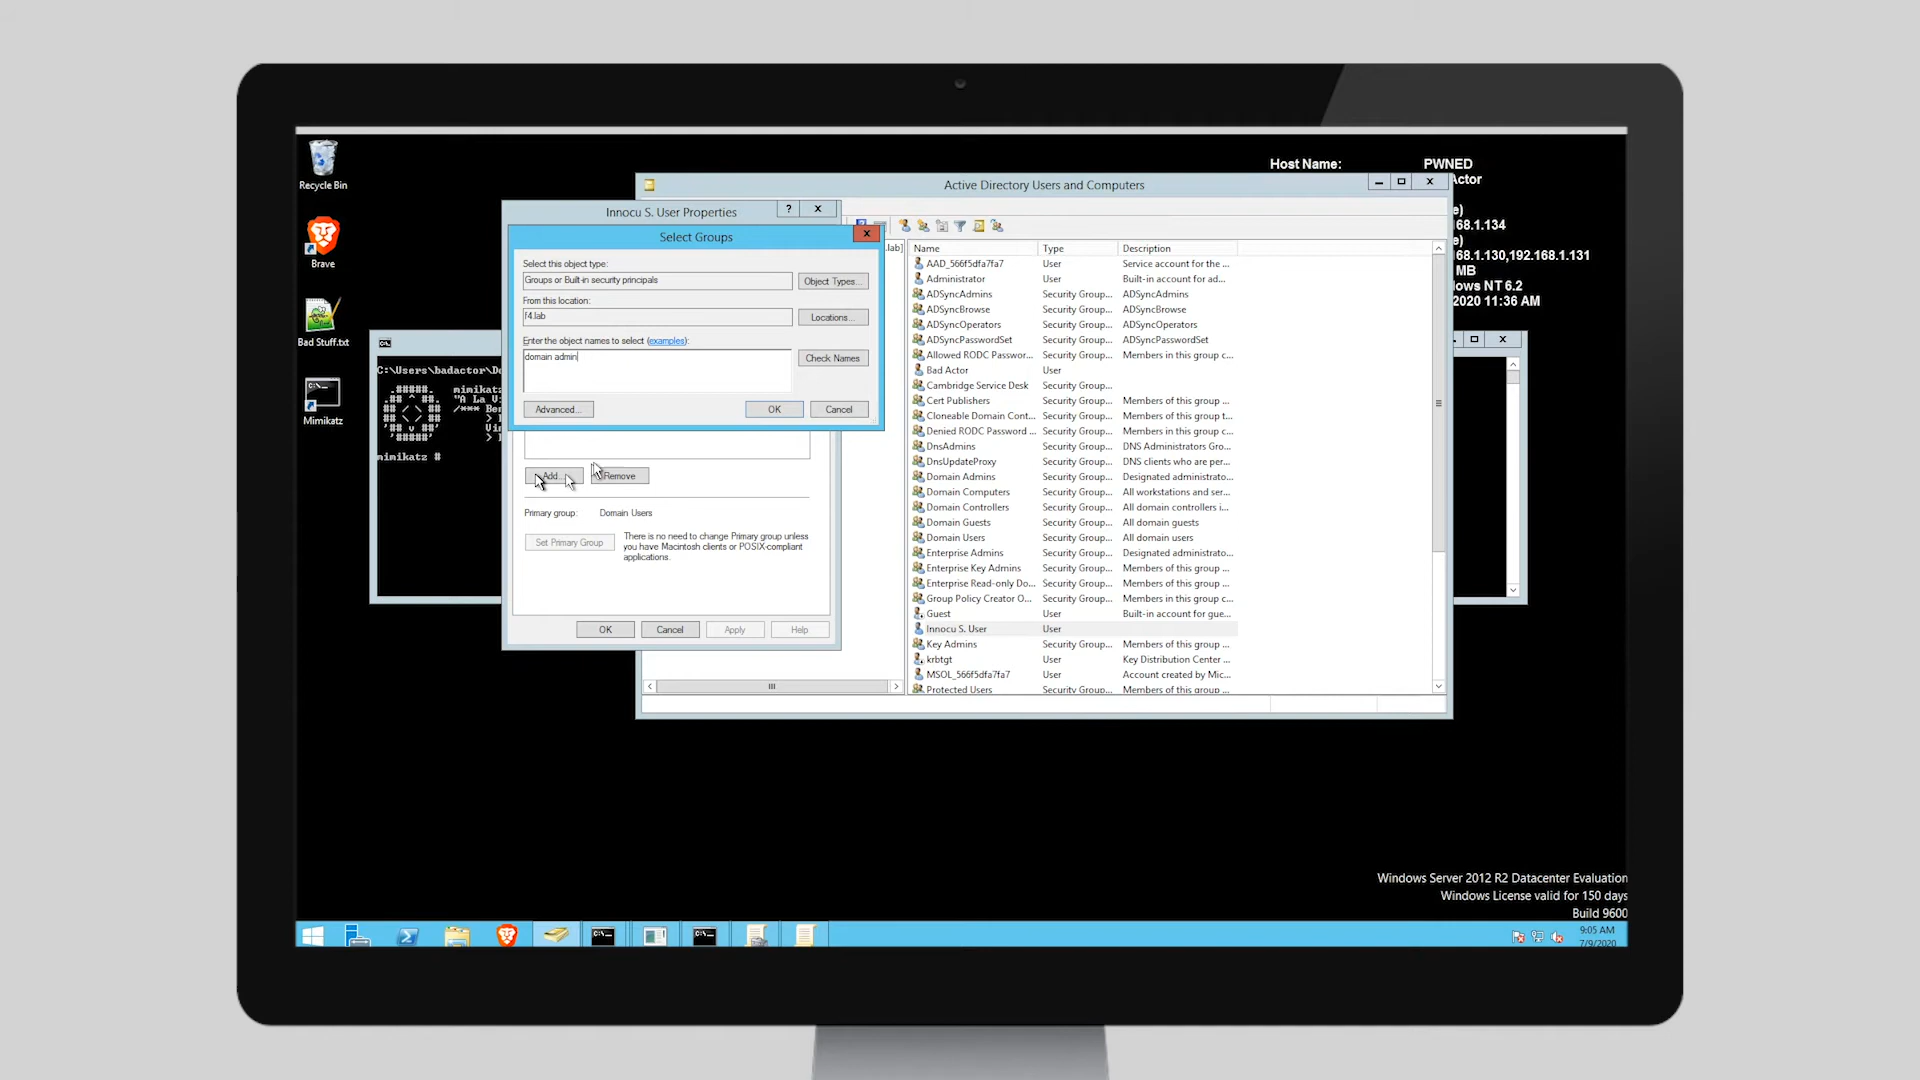 Recycle Bin
Brave
Bad Stuff.txt
Mimikatz
Host Name: PWNED
Actor
e)
68.1.134
e)
68.1.130,192.168.1.131
MB
ows NT 6.2
2020 11:36 AM
C:\Users\badactor\De
.#####. mimikatz
.## ^ ##. "A La Vi
## / \ ## /*** Ben
## \ / ## >
'## v ##' Vin
'#####' >
mimikatz #
Innocu S. User Properties
? X
Select Groups
X
Select this object type:
Groups or Built-in security principals
Object Types...
From this location:
f4.lab
Locations...
Enter the object names to select (examples):
domain admin
Check Names
Advanced...
OK
Cancel
Add...
Remove
Primary group: Domain Users
Set Primary Group
There is no need to change Primary group unless
you have Macintosh clients or POSIX-compliant
applications.
OK
Cancel
Apply
Help
Active Directory Users and Computers
.lab]
Name Type Description
AAD_566f5dfa7fa7 User Service account for the ...
Administrator User Built-in account for ad...
ADSyncAdmins Security Group... ADSyncAdmins
ADSyncBrowse Security Group... ADSyncBrowse
ADSyncOperators Security Group... ADSyncOperators
ADSyncPasswordSet Security Group... ADSyncPasswordSet
Allowed RODC Passwor... Security Group... Members in this group c...
Bad Actor User
Cambridge Service Desk Security Group...
Cert Publishers Security Group... Members of this group ...
Cloneable Domain Cont... Security Group... Members of this group t...
Denied RODC Password ... Security Group... Members in this group c...
DnsAdmins Security Group... DNS Administrators Gro...
DnsUpdateProxy Security Group... DNS clients who are per...
Domain Admins Security Group... Designated administrato...
Domain Computers Security Group... All workstations and ser...
Domain Controllers Security Group... All domain controllers i...
Domain Guests Security Group... All domain guests
Domain Users Security Group... All domain users
Enterprise Admins Security Group... Designated administrato...
Enterprise Key Admins Security Group... Members of this group ...
Enterprise Read-only Do... Security Group... Members of this group ...
Group Policy Creator O... Security Group... Members in this group c...
Guest User Built-in account for gue...
Innocu S. User User
Key Admins Security Group... Members of this group ...
krbtgt User Key Distribution Center ...
MSOL_566f5dfa7fa7 User Account created by Mic...
Protected Users Security Group... Members of this group ...
Windows Server 2012 R2 Datacenter Evaluation
Windows License valid for 150 days
Build 9600
9:05 AM
7/9/2020